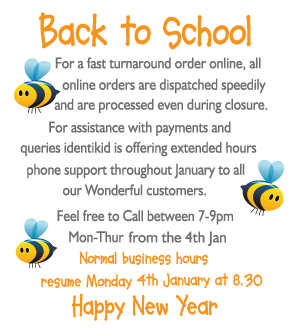 Back to School
For a fast turnaround order online, all
online orders are dispatched speedily
and are processed even during closure.
For assistance with payments and
queries identikid is offering extended hours
phone support throughout January to all
our Wonderful customers.
Feel free to Call between 7-9pm
Mon-Thur from the 4th Jan
Normal business hours
resume Monday 4th January at 8.30
Happy New Year